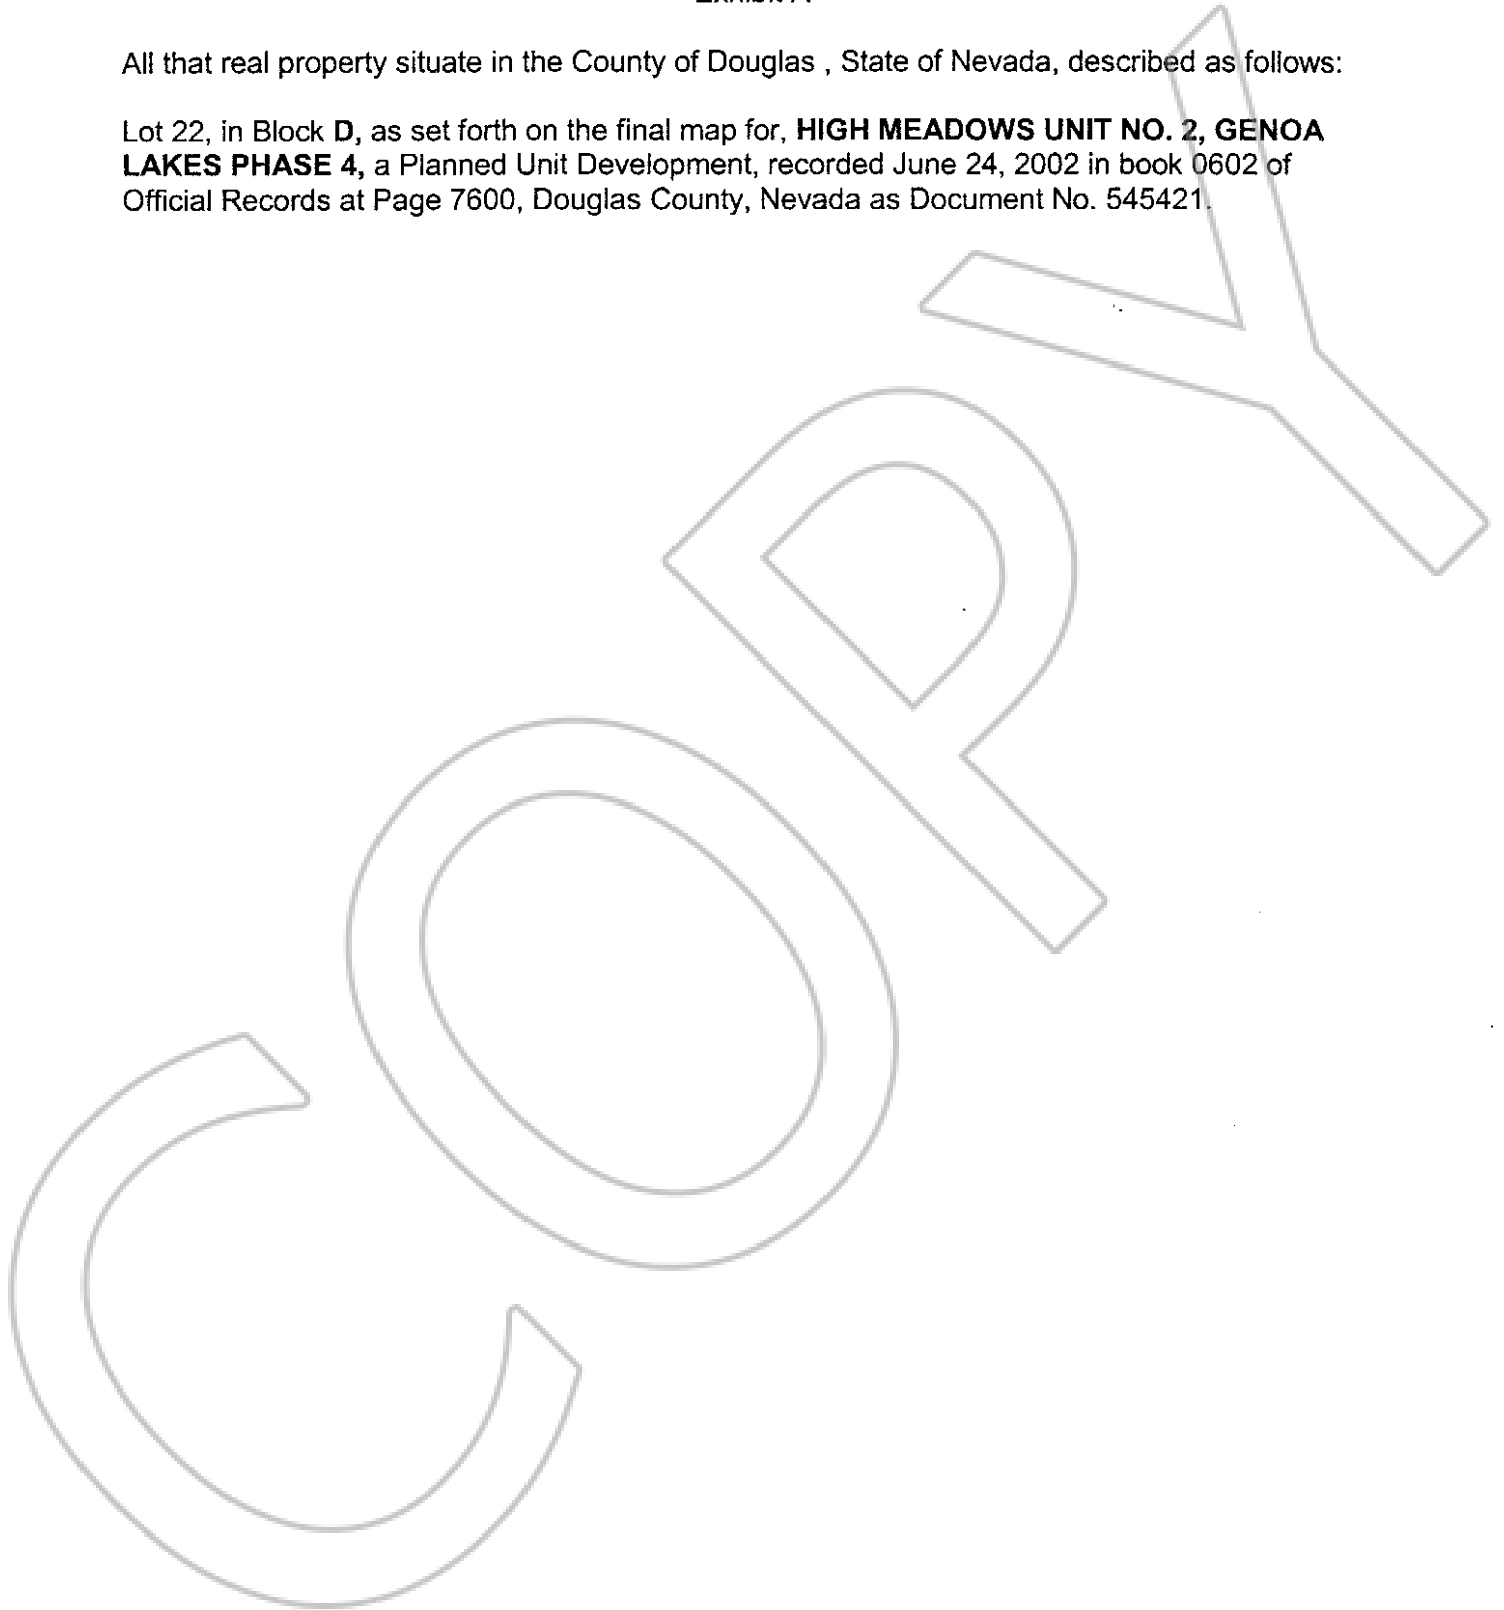 All that real property situate in the County of Douglas , State of Nevada, described as follows:
Lot 22, in Block D, as set forth on the final map for, HIGH MEADOWS UNIT NO. 2, GENOA
LAKES PHASE 4, a Planned Unit Development, recorded June 24, 2002 in book 0602 of
Official Records at Page 7600, Douglas County, Nevada as Document No. 545421.
COPY